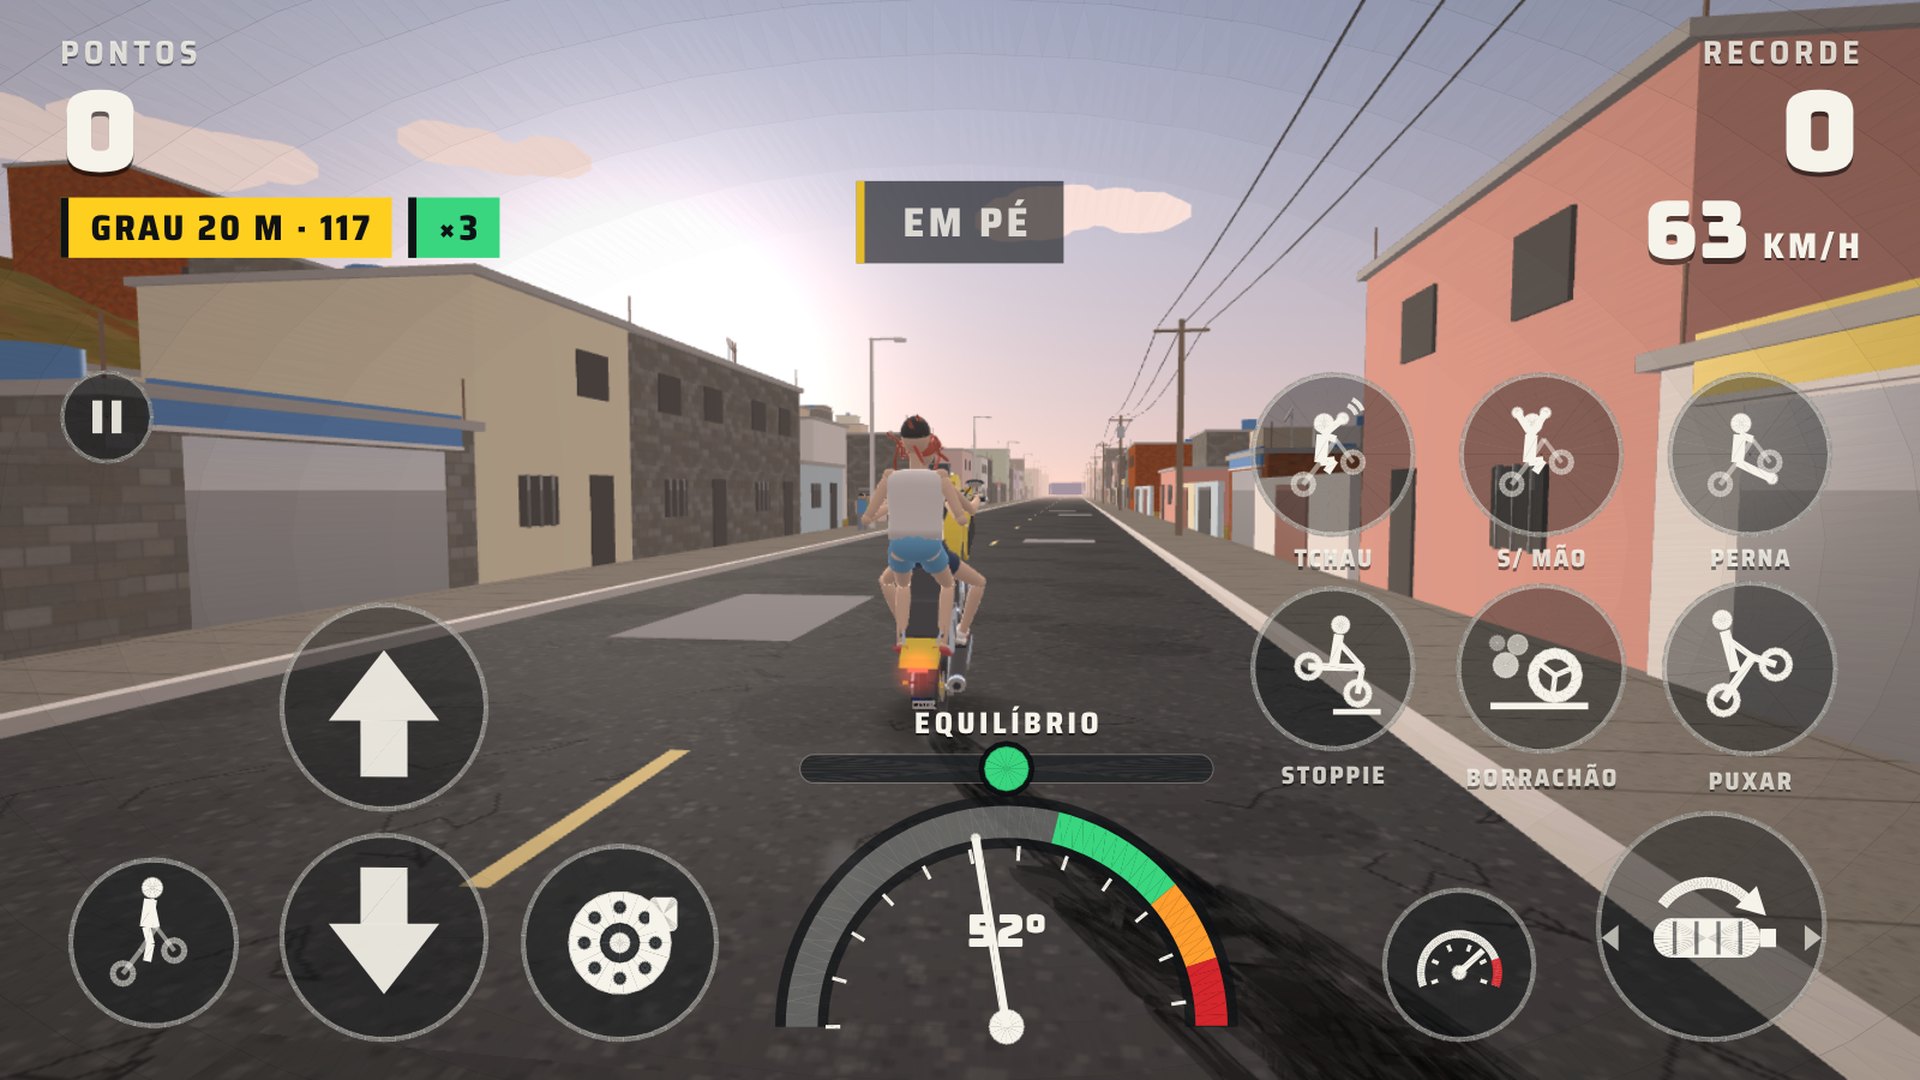 PONTOS
0
GRAU 20 M · 117
×3
EM PÉ
RECORDE
0
63 KM/H
TCHAU
S/ MÃO
PERNA
STOPPIE
BORRACHÃO
PUXAR
EQUILÍBRIO
52º